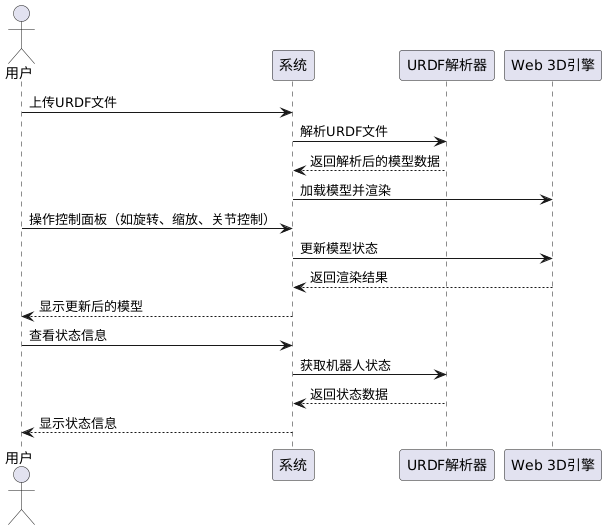 用户
系统
URDF解析器
Web 3D引擎
上传URDF文件
解析URDF文件
返回解析后的模型数据
加载模型并渲染
操作控制面板（如旋转、缩放、关节控制）
更新模型状态
返回渲染结果
显示更新后的模型
查看状态信息
获取机器人状态
返回状态数据
显示状态信息
用户
系统
URDF解析器
Web 3D引擎